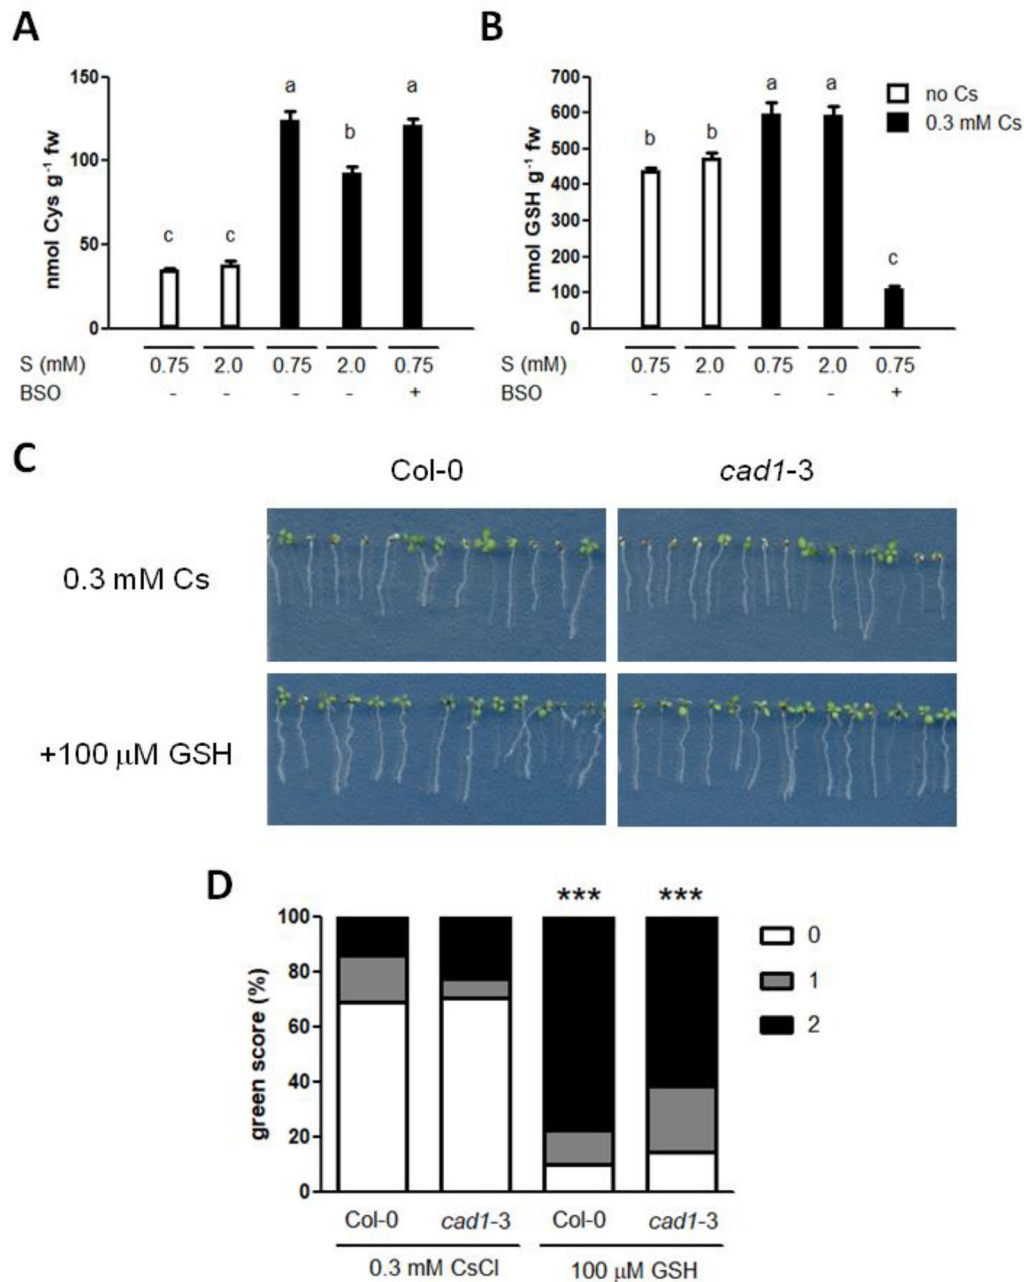 A
B
150
100
50
0
nmol Cys g⁻¹ fw
a
a
b
c
c
S (mM) 0.75 2.0 0.75 2.0 0.75
BSO - - - - +
700
600
500
400
300
200
100
0
nmol GSH g⁻¹ fw
a
a
b
b
c
no Cs
0.3 mM Cs
S (mM) 0.75 2.0 0.75 2.0 0.75
BSO - - - - +
C
Col-0 cad1-3
0.3 mM Cs
+100 μM GSH
D
*** ***
100
80
60
40
20
0
green score (%)
0
1
2
Col-0 cad1-3 Col-0 cad1-3
0.3 mM CsCl 100 μM GSH